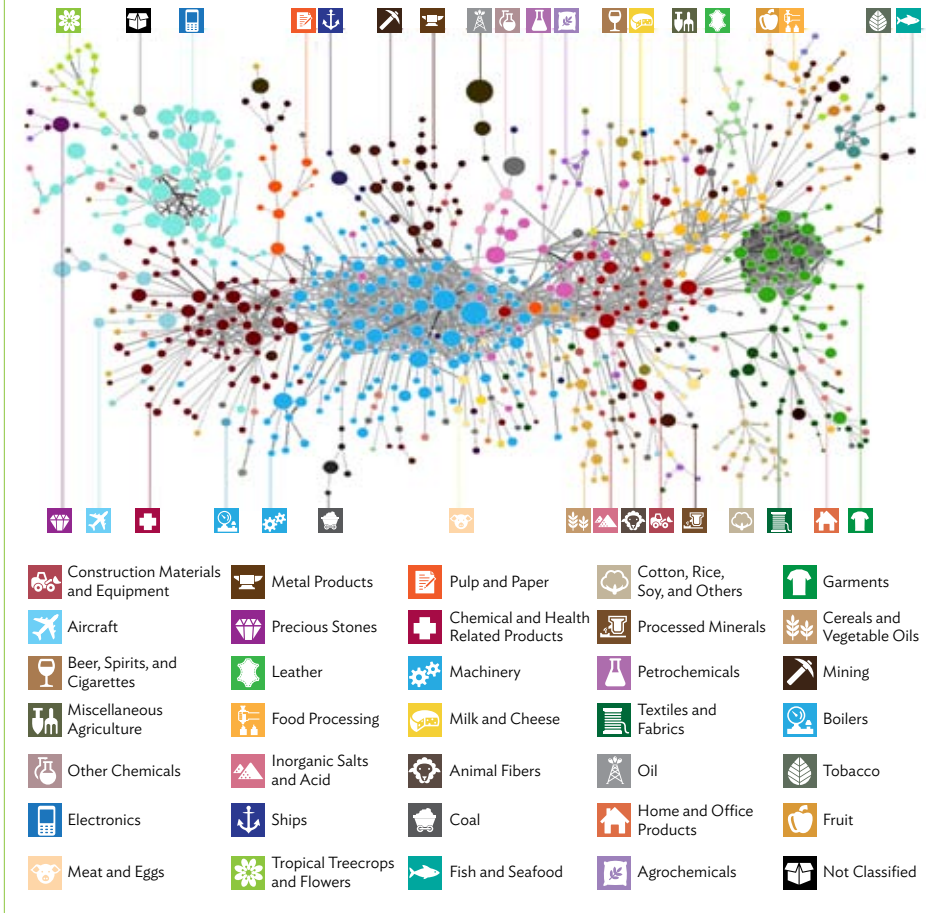 Construction Materials
and Equipment
Metal Products
Pulp and Paper
Cotton, Rice,
Soy, and Others
Garments
Aircraft
Precious Stones
Chemical and Health
Related Products
Processed Minerals
Cereals and
Vegetable Oils
Beer, Spirits, and
Cigarettes
Leather
Machinery
Petrochemicals
Mining
Miscellaneous
Agriculture
Food Processing
Milk and Cheese
Textiles and
Fabrics
Boilers
Other Chemicals
Inorganic Salts
and Acid
Animal Fibers
Oil
Tobacco
Electronics
Ships
Coal
Home and Office
Products
Fruit
Meat and Eggs
Tropical Treecrops
and Flowers
Fish and Seafood
Agrochemicals
Not Classified